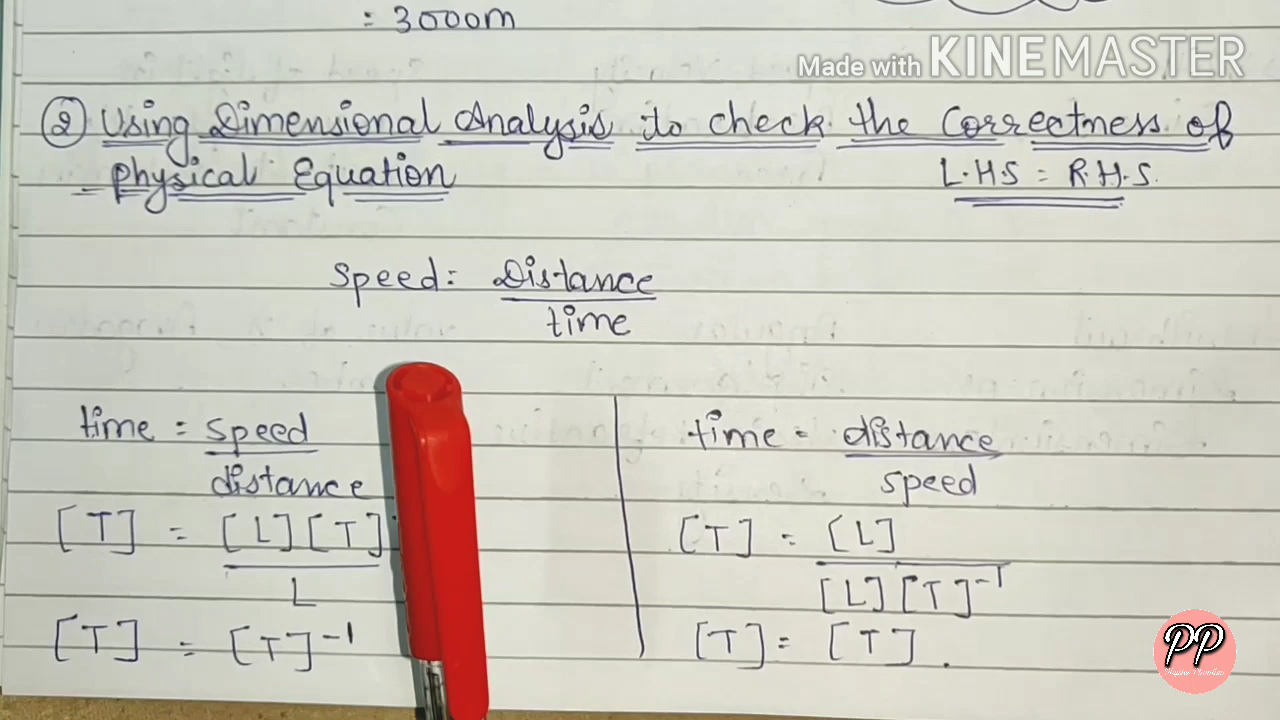 = 3000m
Made with KINEMASTER
② Using Dimensional Analysis to check the correectness of
physical Equation
L.H.S = R.H.S.
Speed = Distance
time
time = speed
distance
[T] = [L][T]
L
[T] = [T]⁻¹
time = distance
speed
[T] = [L]
[L][T]⁻¹
[T] = [T].
PP